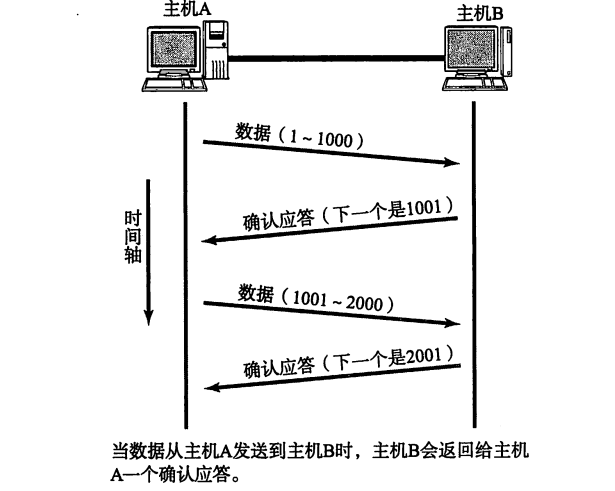 主机A
主机B
数据（1～1000）
确认应答（下一个是1001）
时间轴
数据（1001～2000）
确认应答（下一个是2001）
当数据从主机A发送到主机B时，主机B会返回给主机
A一个确认应答。